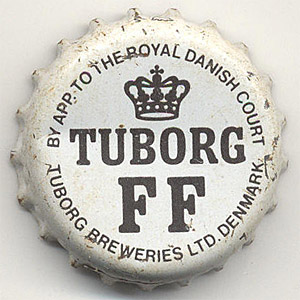 BY APP. TO THE ROYAL DANISH COURT
TUBORG
FF
TUBORG BREWERIES LTD. DENMARK